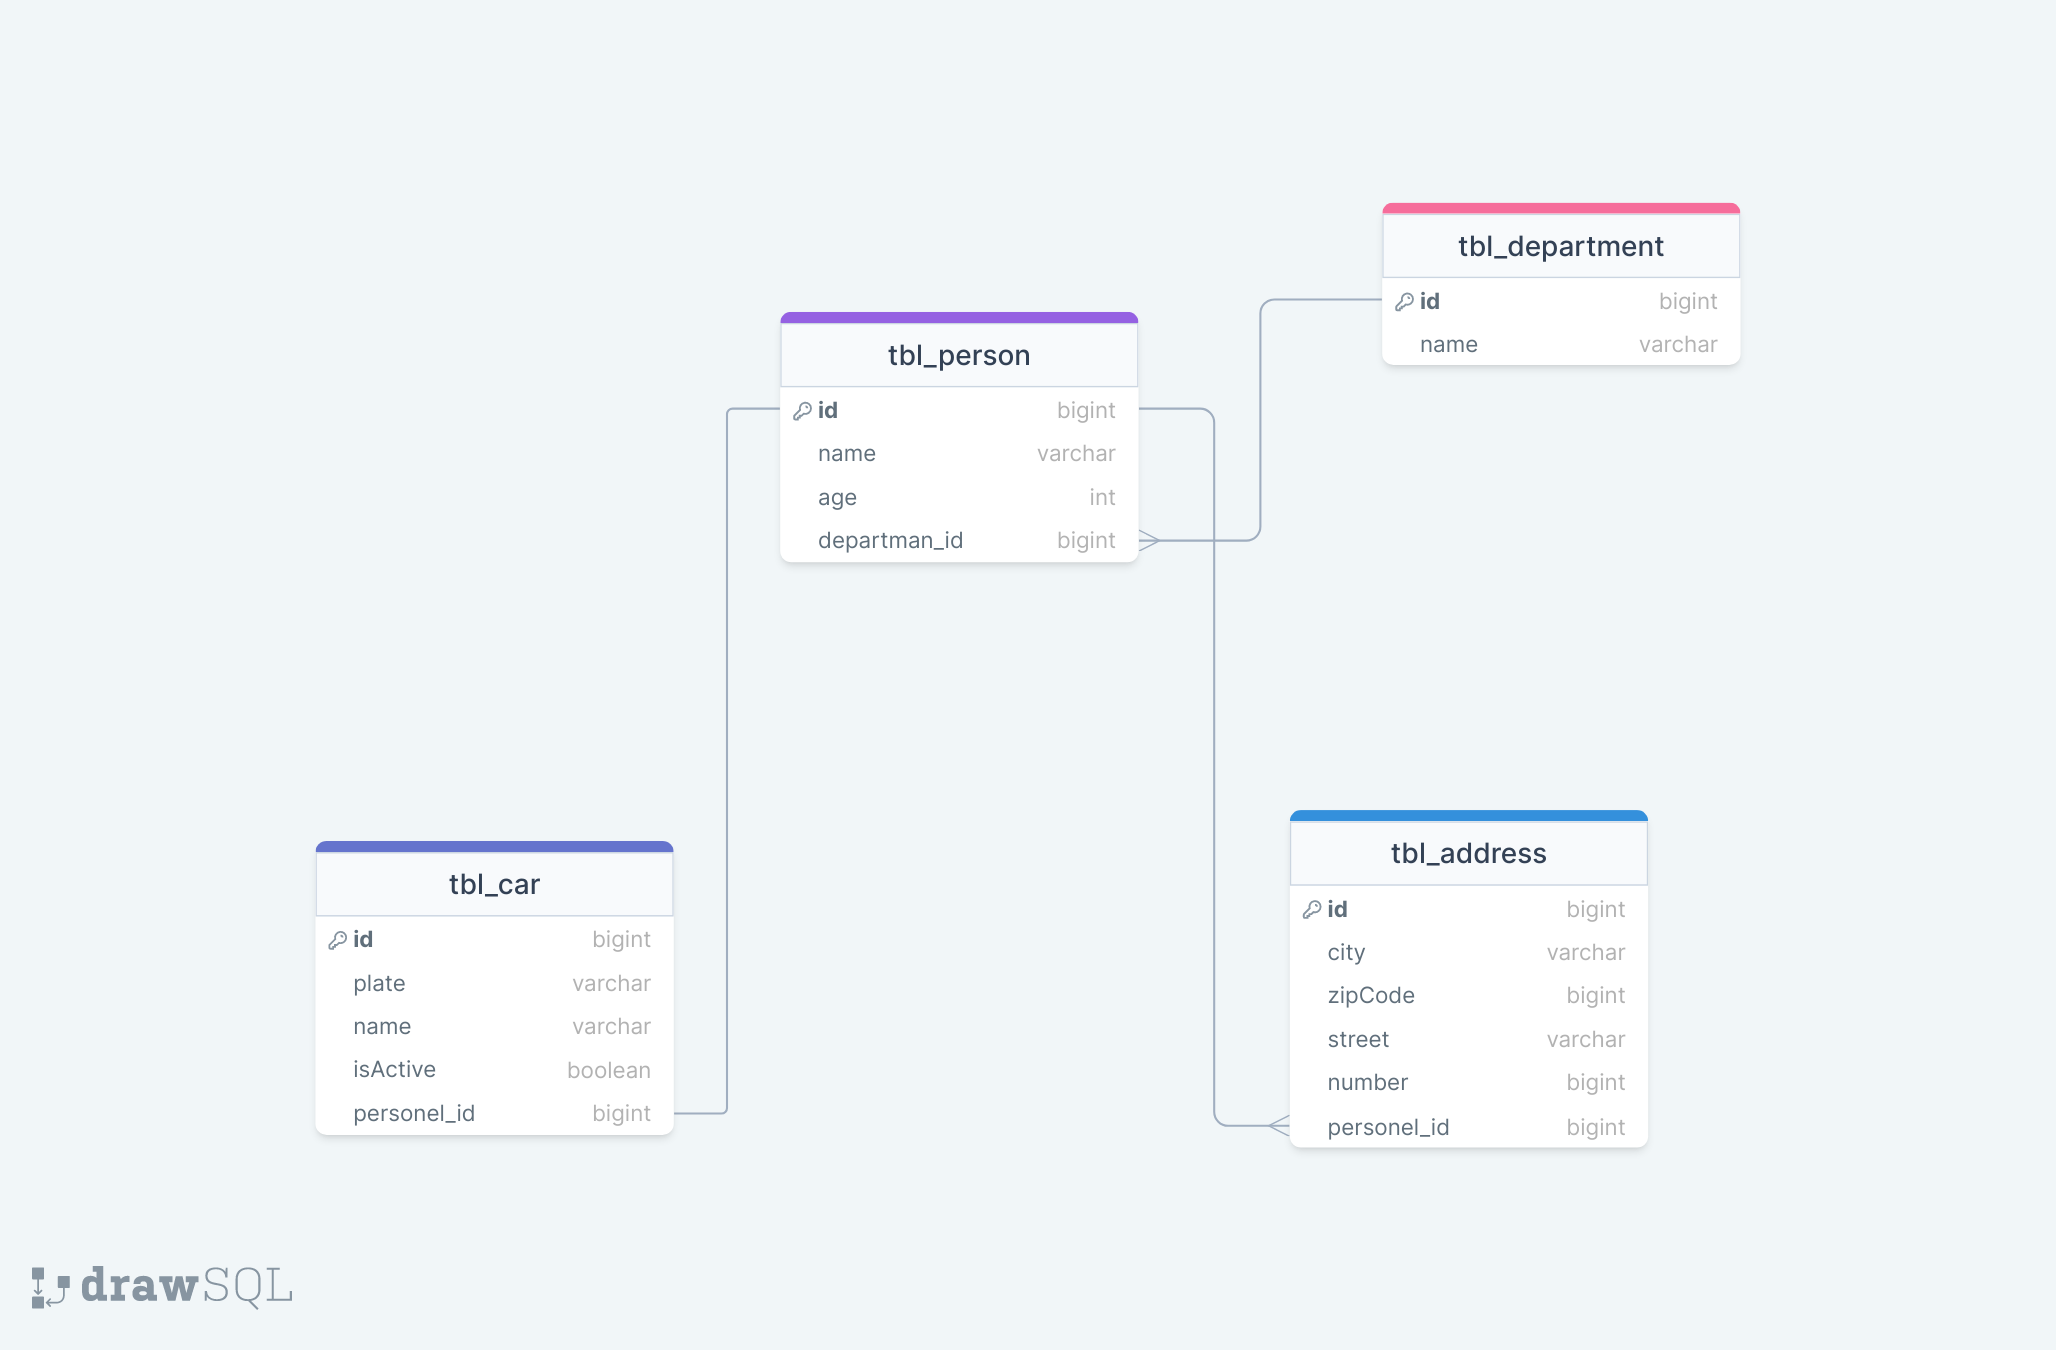 tbl_department
id bigint
name varchar
tbl_person
id bigint
name varchar
age int
departman_id bigint
tbl_car
id bigint
plate varchar
name varchar
isActive boolean
personel_id bigint
tbl_address
id bigint
city varchar
zipCode bigint
street varchar
number bigint
personel_id bigint
drawSQL